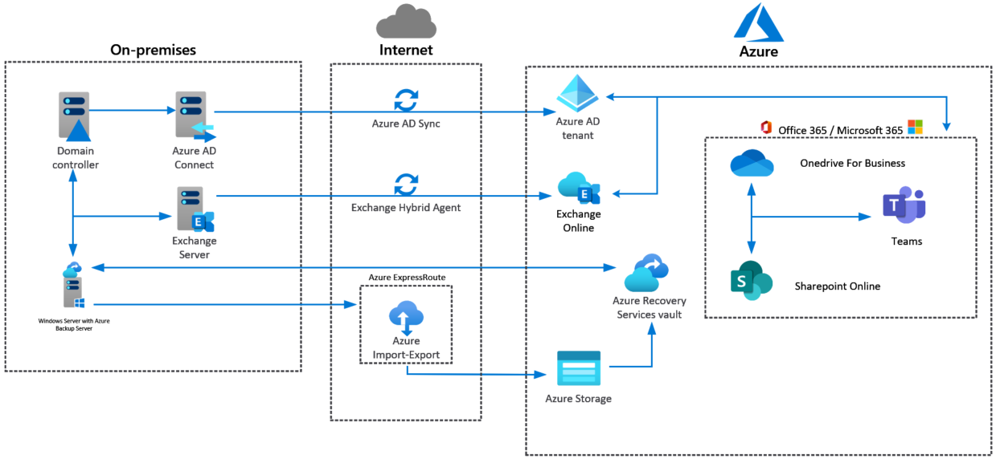 On-premises
Internet
Azure
Domain
controller
Azure AD
Connect
Exchange
Server
Windows Server with Azure
Backup Server
Azure AD Sync
Exchange Hybrid Agent
Azure ExpressRoute
Azure
Import-Export
Azure AD
tenant
Exchange
Online
Azure Recovery
Services vault
Azure Storage
Office 365 / Microsoft 365
Onedrive For Business
Teams
Sharepoint Online
E
E
T
S